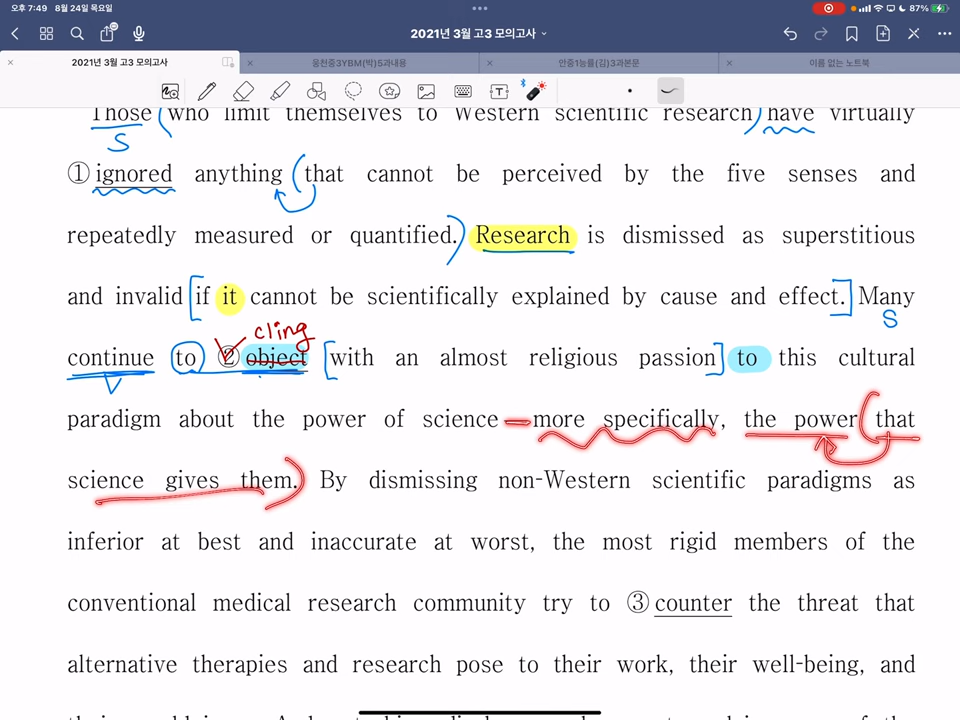 오후 7:49 8월 24일 목요일 87%
2021년 3월 고3 모의고사
2021년 3월 고3 모의고사 웅천중3YBM(박)5과내용 안중1능률(김)3과본문 이름 없는 노트북
Those (who limit themselves to Western scientific research) have virtually
S
① ignored anything (that cannot be perceived by the five senses and
repeatedly measured or quantified.) Research is dismissed as superstitious
and invalid [if it cannot be scientifically explained by cause and effect.] Many
S
cling
continue to ② object [with an almost religious passion] to this cultural
V
paradigm about the power of science-more specifically, the power (that
science gives them.) By dismissing non-Western scientific paradigms as
inferior at best and inaccurate at worst, the most rigid members of the
conventional medical research community try to ③ counter the threat that
alternative therapies and research pose to their work, their well-being, and